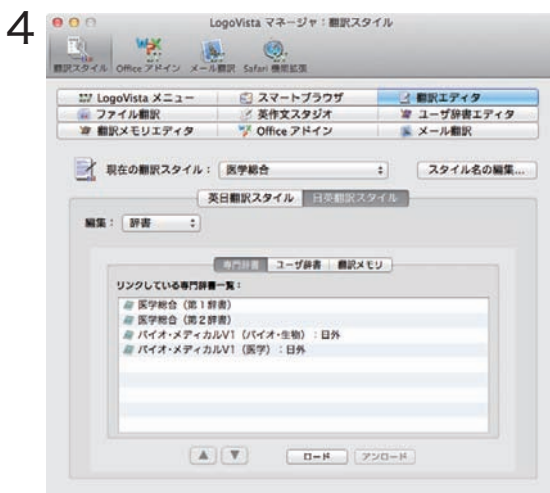 4
LogoVista マネージャ：翻訳スタイル
翻訳スタイル Office アドイン メール翻訳 Safari 機能拡張
LogoVista メニュー スマートブラウザ 翻訳エディタ
ファイル翻訳 英作文スタジオ ユーザ辞書エディタ
翻訳メモリエディタ Office アドイン メール翻訳
現在の翻訳スタイル： 医学総合 スタイル名の編集...
英日翻訳スタイル 日英翻訳スタイル
編集： 辞書
専門辞書 ユーザ辞書 翻訳メモリ
リンクしている専門辞書一覧：
医学総合（第１辞書）
医学総合（第２辞書）
バイオ・メディカルV1（バイオ・生物）：日外
バイオ・メディカルV1（医学）：日外
ロード アンロード